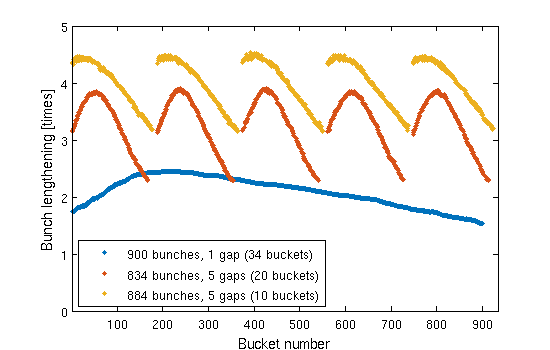 5
4
3
2
1
0
Bunch lengthening [times]
900 bunches, 1 gap (34 buckets)
834 bunches, 5 gaps (20 buckets)
884 bunches, 5 gaps (10 buckets)
100 200 300 400 500 600 700 800 900
Bucket number